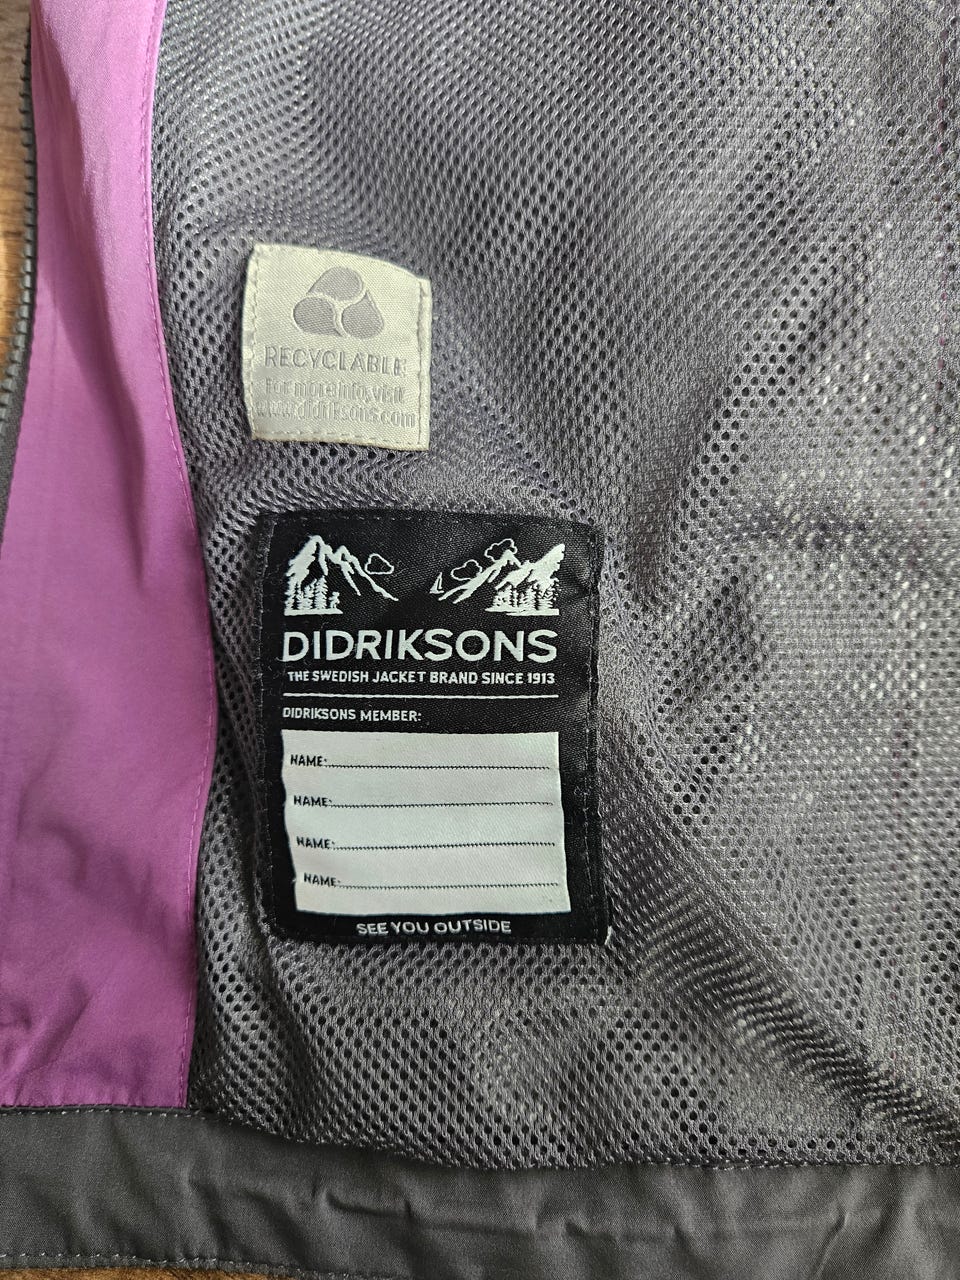 RECYCLABLE
For more info, visit
www.didriksons.com
DIDRIKSONS
THE SWEDISH JACKET BRAND SINCE 1913
DIDRIKSONS MEMBER:
NAME:
NAME:
NAME:
NAME:
SEE YOU OUTSIDE